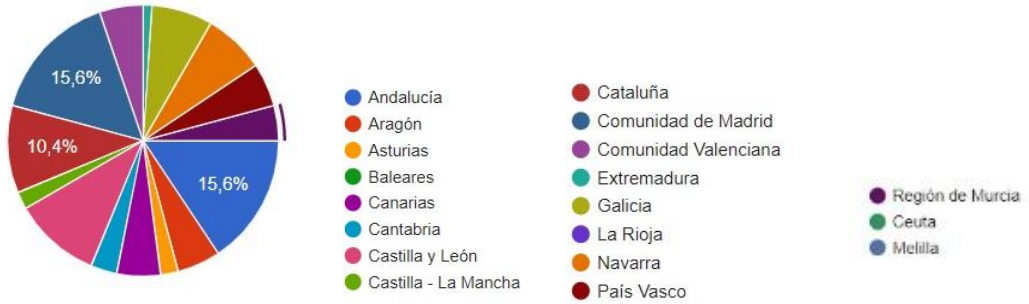 15,6%
10,4%
15,6%
Andalucía
Aragón
Asturias
Baleares
Canarias
Cantabria
Castilla y León
Castilla - La Mancha
Cataluña
Comunidad de Madrid
Comunidad Valenciana
Extremadura
Galicia
La Rioja
Navarra
País Vasco
Región de Murcia
Ceuta
Melilla